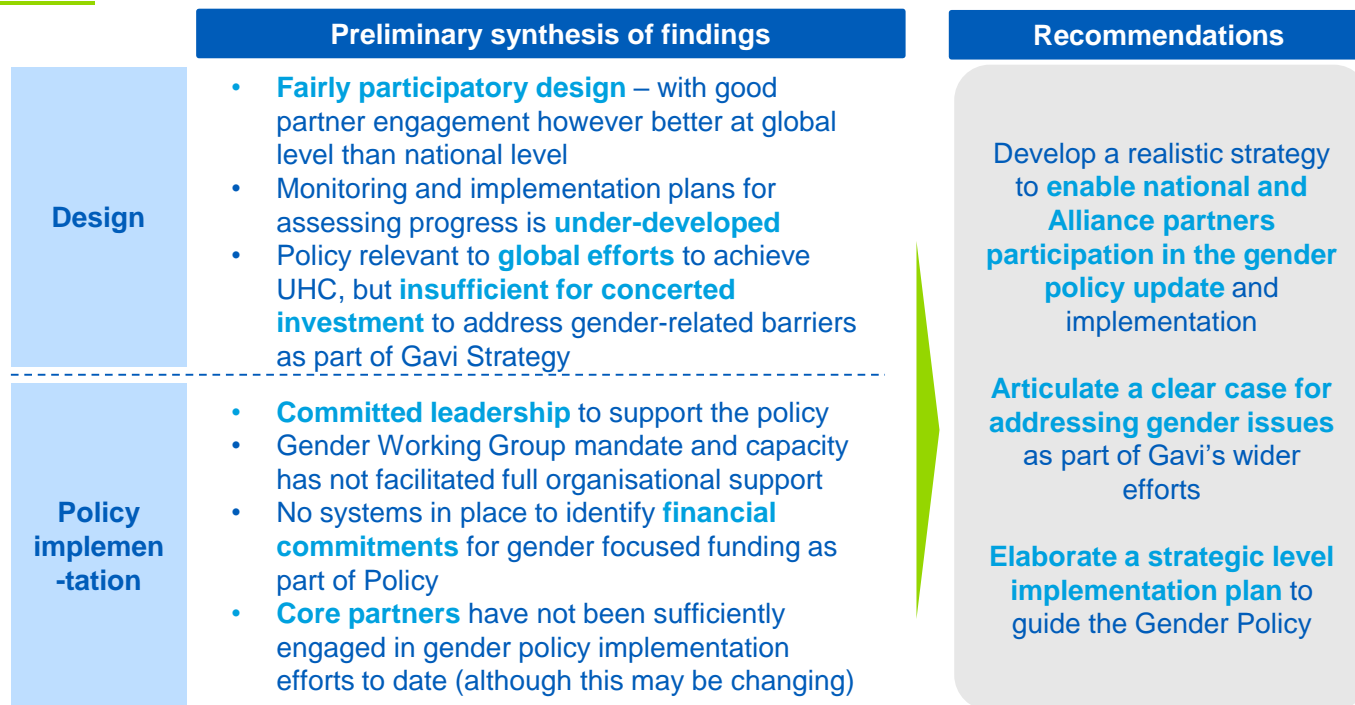 Preliminary synthesis of findings
Recommendations
Design
• Fairly participatory design – with good
partner engagement however better at global
level than national level
• Monitoring and implementation plans for
assessing progress is under-developed
• Policy relevant to global efforts to achieve
UHC, but insufficient for concerted
investment to address gender-related barriers
as part of Gavi Strategy
Policy
implemen
-tation
• Committed leadership to support the policy
• Gender Working Group mandate and capacity
has not facilitated full organisational support
• No systems in place to identify financial
commitments for gender focused funding as
part of Policy
• Core partners have not been sufficiently
engaged in gender policy implementation
efforts to date (although this may be changing)
Develop a realistic strategy
to enable national and
Alliance partners
participation in the gender
policy update and
implementation
Articulate a clear case for
addressing gender issues
as part of Gavi’s wider
efforts
Elaborate a strategic level
implementation plan to
guide the Gender Policy